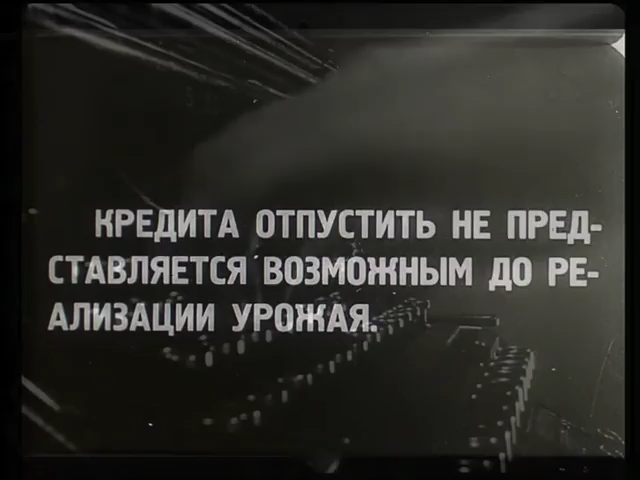 КРЕДИТА ОТПУСТИТЬ НЕ ПРЕД-
СТАВЛЯЕТСЯ ВОЗМОЖНЫМ ДО РЕ-
АЛИЗАЦИИ УРОЖАЯ.